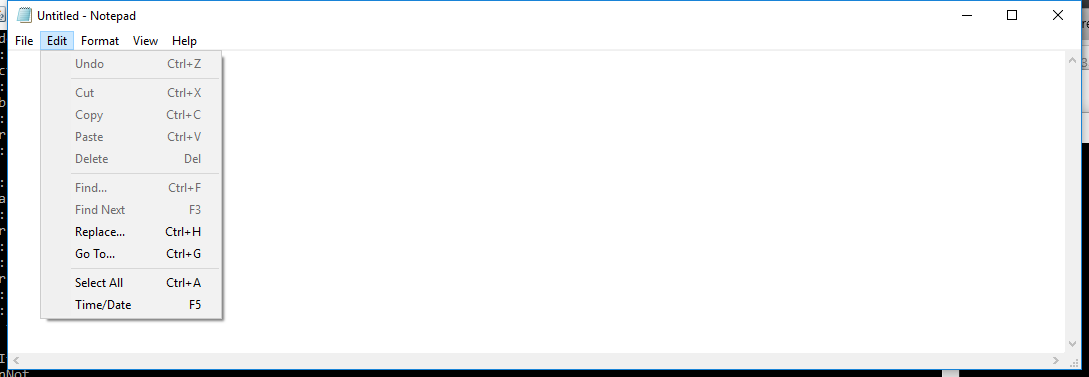 Untitled - Notepad
File Edit Format View Help
Undo Ctrl+Z
Cut Ctrl+X
Copy Ctrl+C
Paste Ctrl+V
Delete Del
Find... Ctrl+F
Find Next F3
Replace... Ctrl+H
Go To... Ctrl+G
Select All Ctrl+A
Time/Date F5